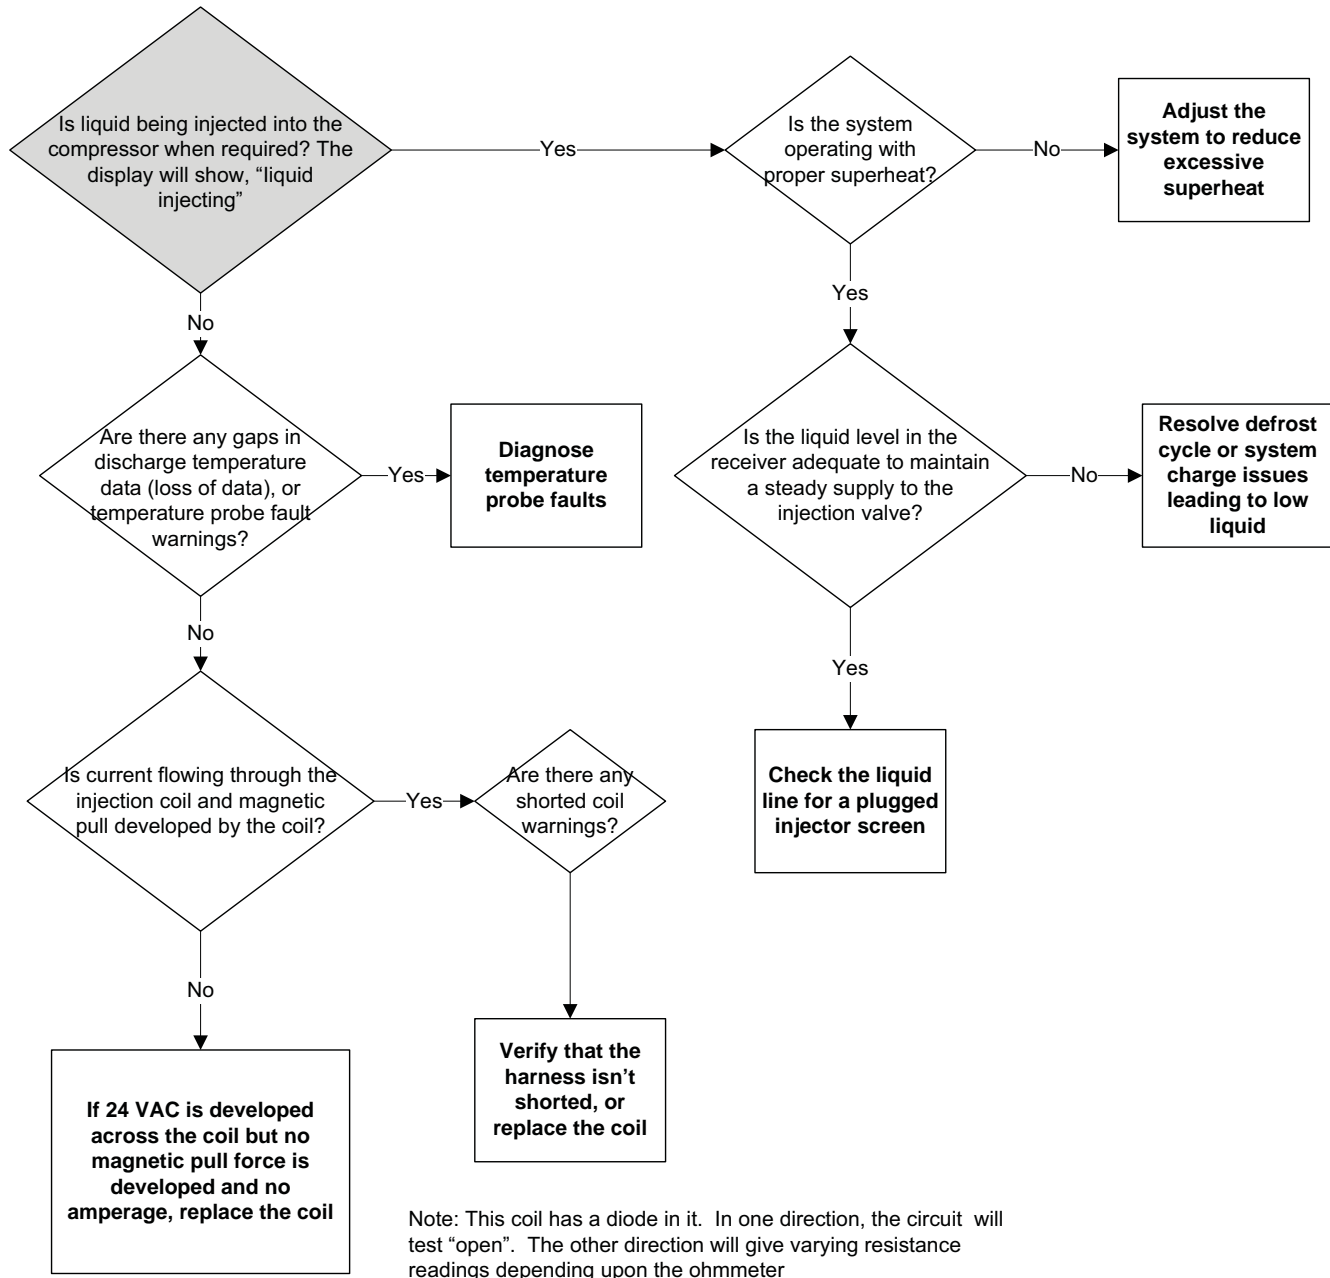 Is liquid being injected into the
compressor when required? The
display will show, “liquid
injecting”
Yes
Is the system
operating with
proper superheat?
No
Adjust the
system to reduce
excessive
superheat
No
Yes
Are there any gaps in
discharge temperature
data (loss of data), or
temperature probe fault
warnings?
Yes
Diagnose
temperature
probe faults
Is the liquid level in the
receiver adequate to maintain
a steady supply to the
injection valve?
No
Resolve defrost
cycle or system
charge issues
leading to low
liquid
No
Yes
Is current flowing through the
injection coil and magnetic
pull developed by the coil?
Yes
Are there any
shorted coil
warnings?
Check the liquid
line for a plugged
injector screen
No
If 24 VAC is developed
across the coil but no
magnetic pull force is
developed and no
amperage, replace the coil
Verify that the
harness isn’t
shorted, or
replace the coil
Note: This coil has a diode in it.  In one direction, the circuit  will
test “open”.  The other direction will give varying resistance
readings depending upon the ohmmeter